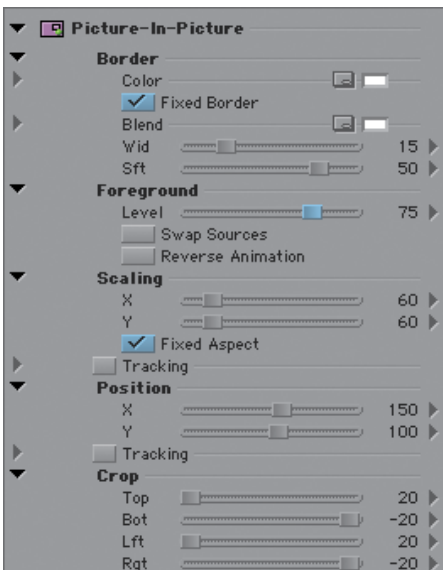 Picture-In-Picture
Border
Color
Fixed Border
Blend
Wid 15
Sft 50
Foreground
Level 75
Swap Sources
Reverse Animation
Scaling
X 60
Y 60
Fixed Aspect
Tracking
Position
X 150
Y 100
Tracking
Crop
Top 20
Bot -20
Lft 20
Rgt -20